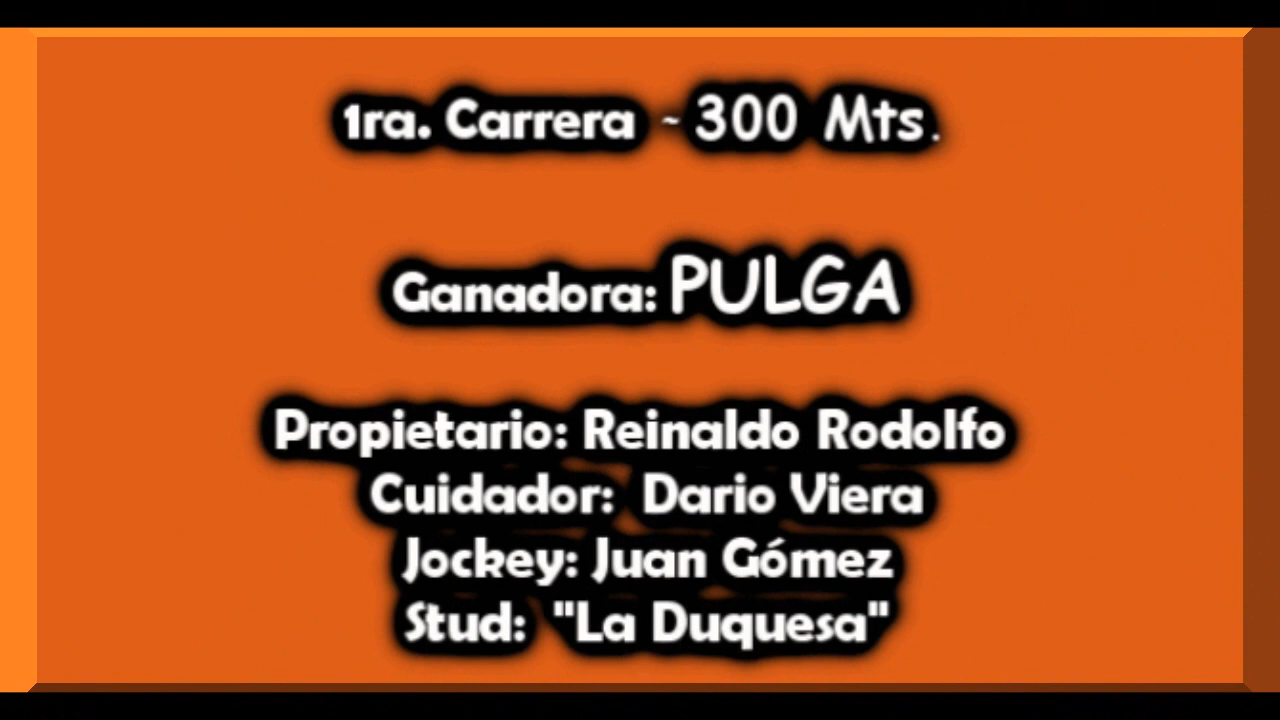 1ra. Carrera - 300 Mts.
Ganadora: PULGA
Propietario: Reinaldo Rodolfo
Cuidador: Dario Viera
Jockey: Juan Gómez
Stud: "La Duquesa"